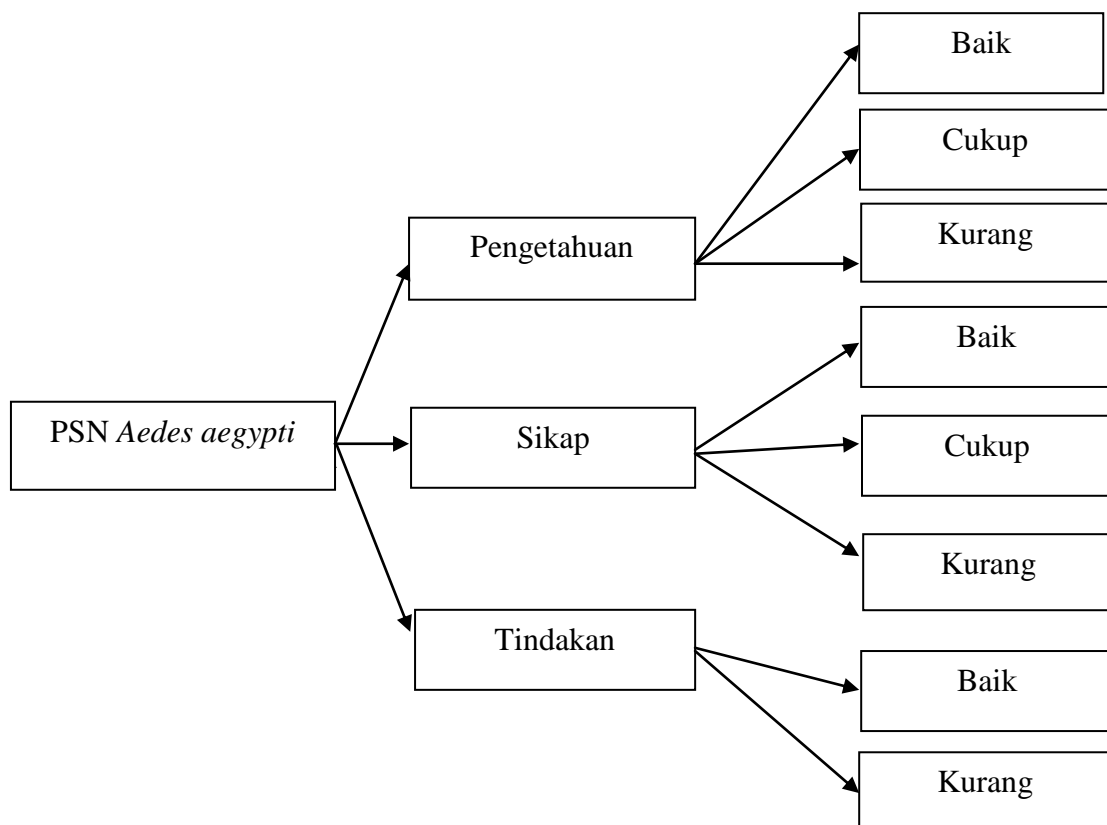 Baik
Cukup
Pengetahuan
Kurang
Baik
PSN Aedes aegypti
Sikap
Cukup
Kurang
Tindakan
Baik
Kurang